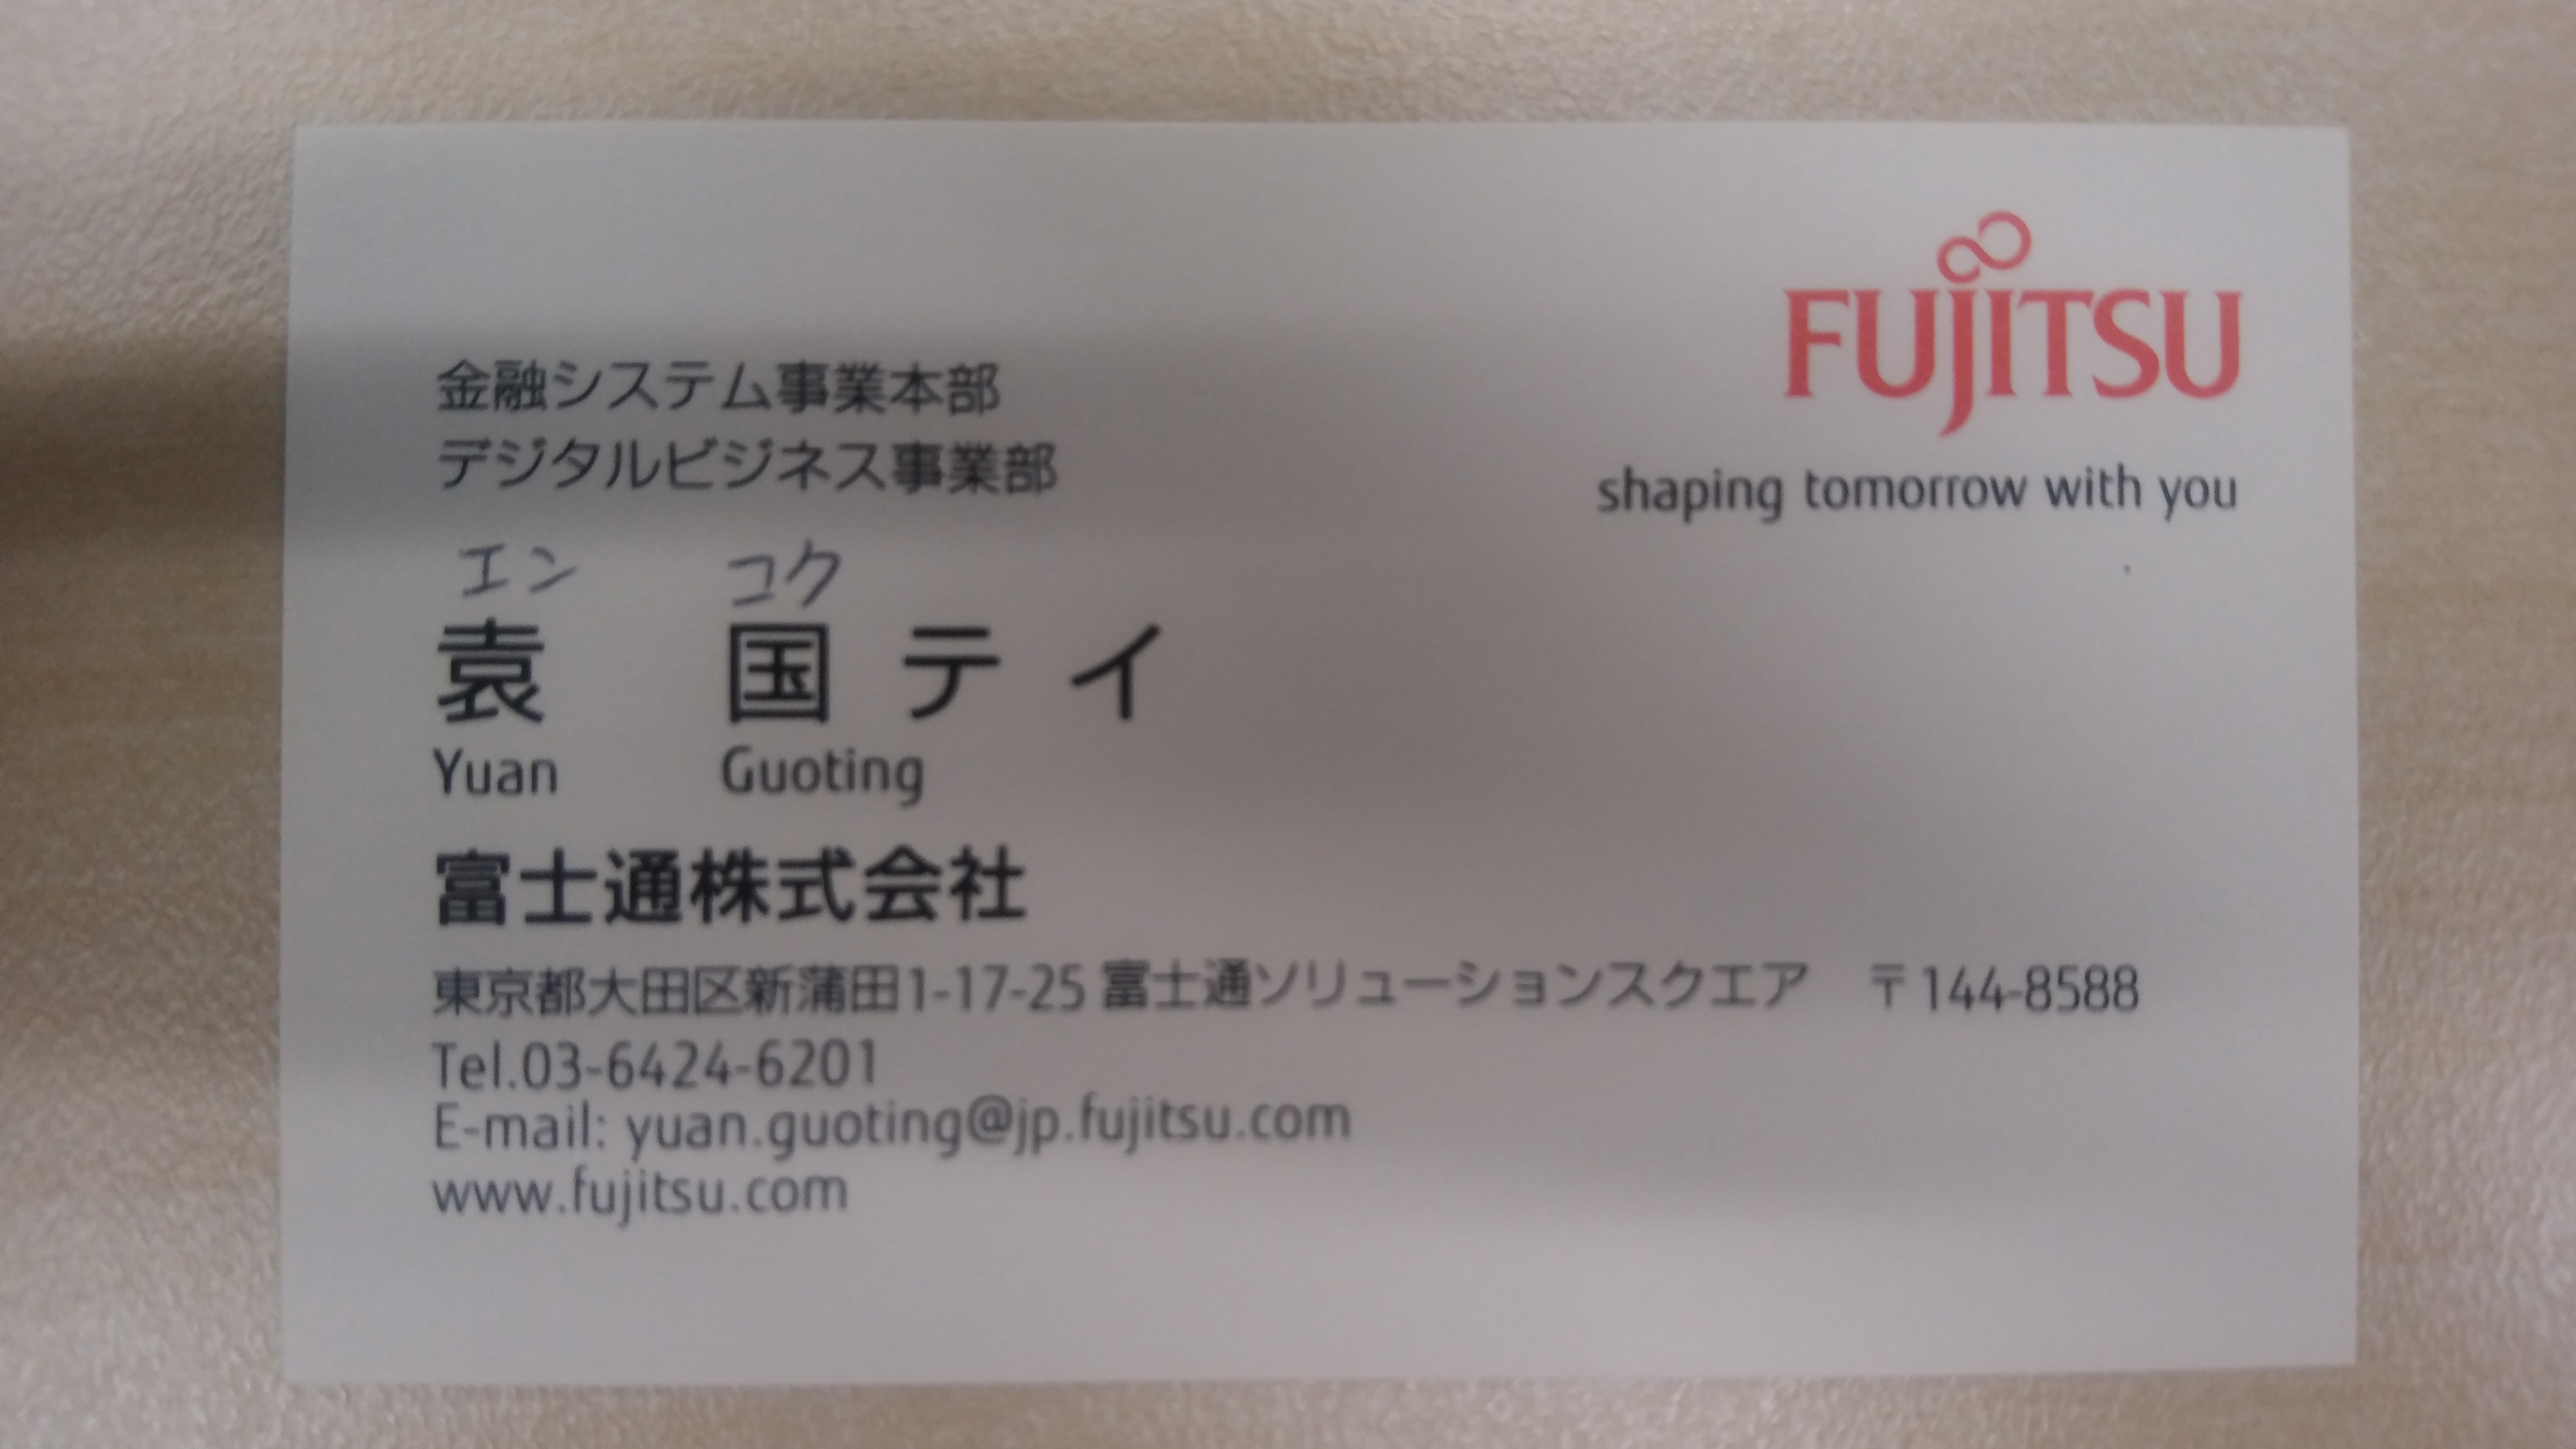 FUJITSU
shaping tomorrow with you
金融システム事業本部
デジタルビジネス事業部
エン コク
袁 国テイ
Yuan Guoting
富士通株式会社
東京都大田区新蒲田1-17-25 富士通ソリューションスクエア 〒144-8588
Tel.03-6424-6201
E-mail: yuan.guoting@jp.fujitsu.com
www.fujitsu.com